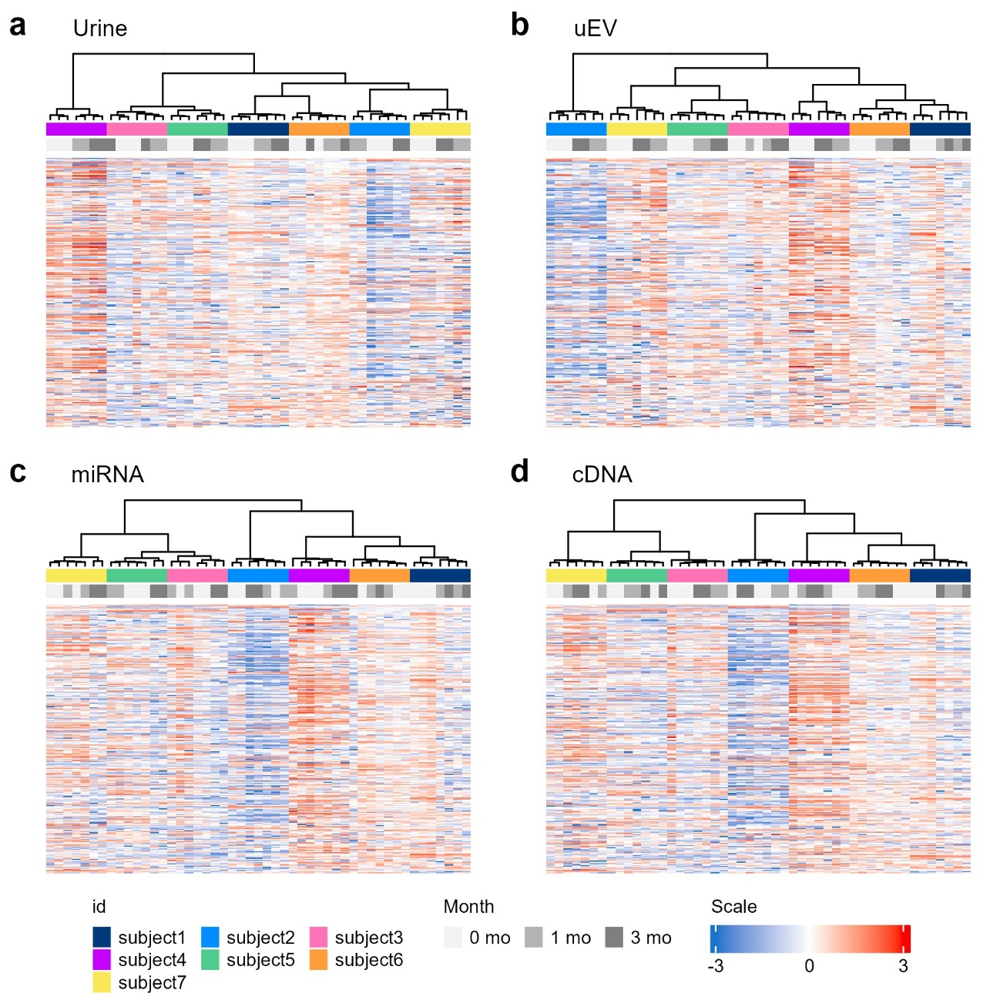 a Urine
b uEV
c miRNA
d cDNA
id
subject1 subject2 subject3
subject4 subject5 subject6
subject7
Month
0 mo 1 mo 3 mo
Scale
-3 0 3